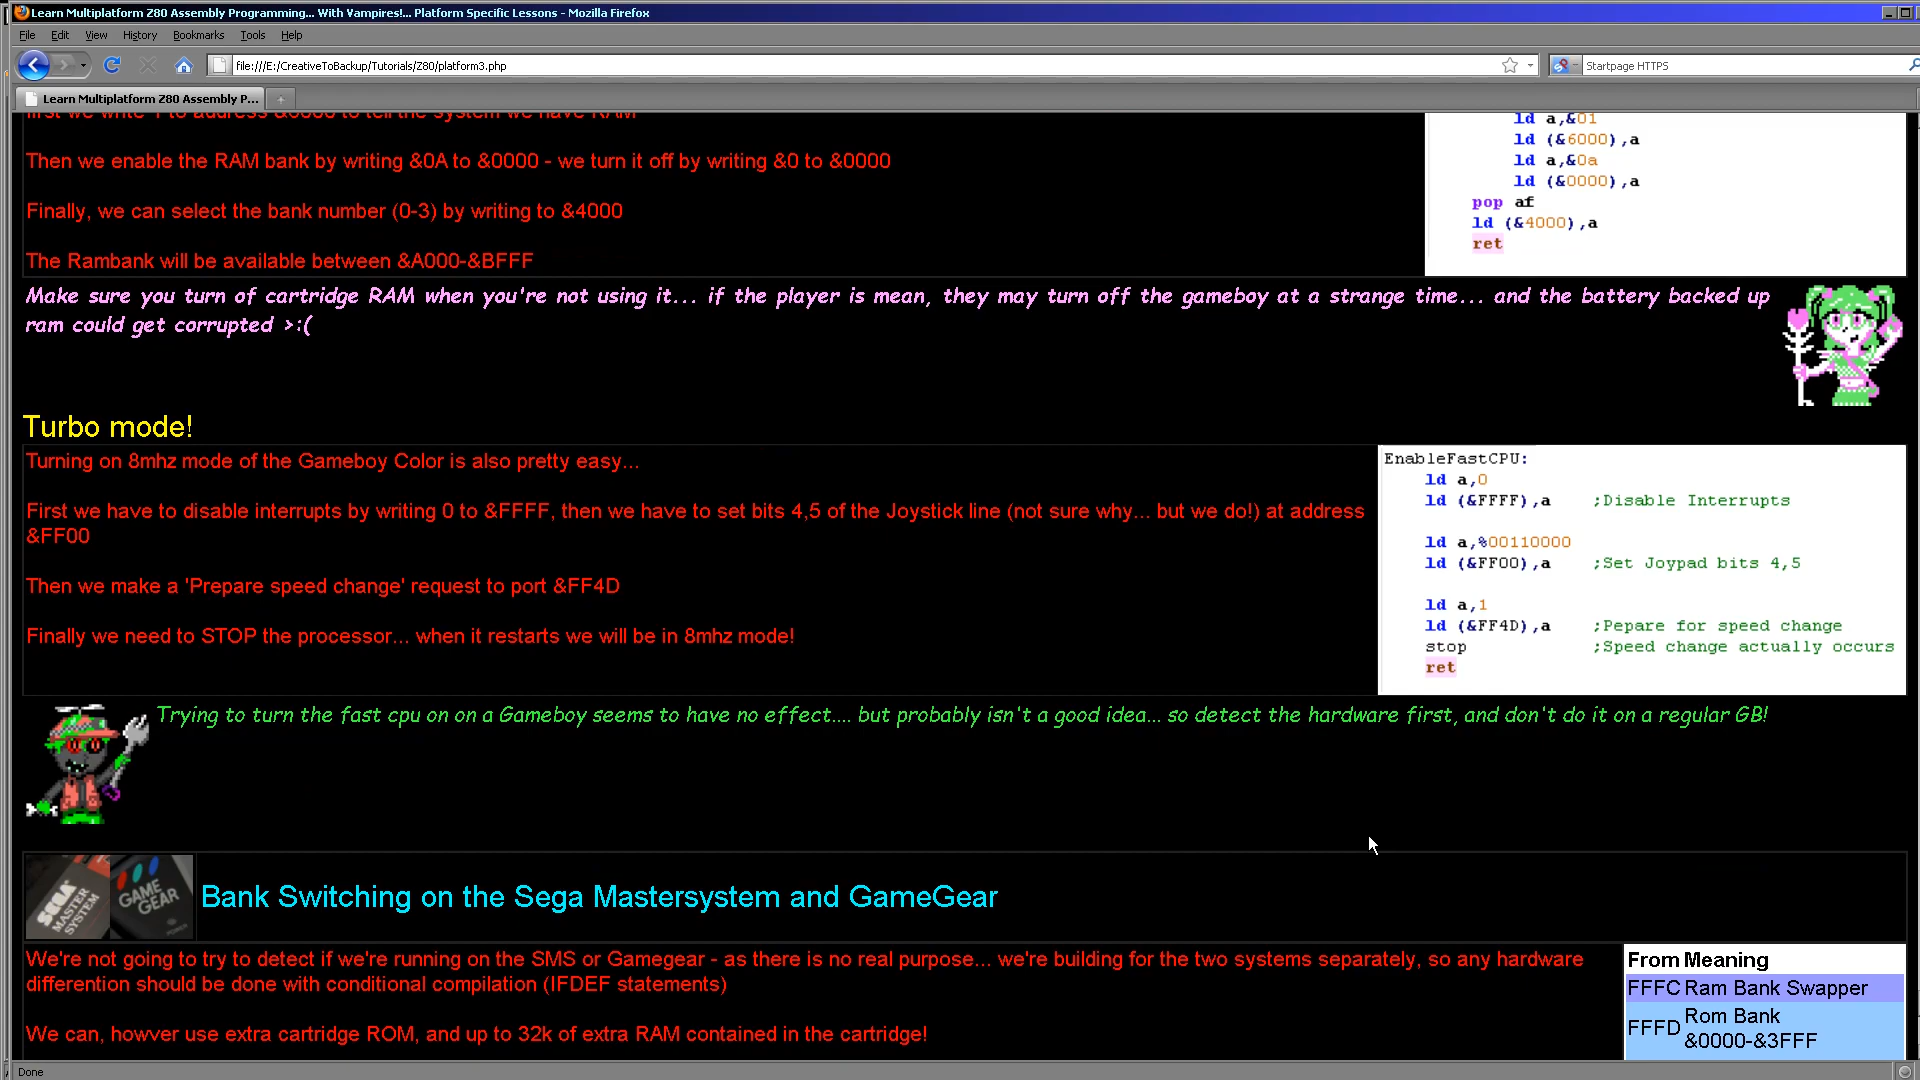 Learn Multiplatform Z80 Assembly Programming... With Vampires!... Platform Specific Lessons - Mozilla Firefox
File Edit View History Bookmarks Tools Help
file:///E:/CreativeToBackup/Tutorials/Z80/platform3.php
Startpage HTTPS
Learn Multiplatform Z80 Assembly P...
first we write 1 to address &6000 to tell the system we have RAM
Then we enable the RAM bank by writing &0A to &0000 - we turn it off by writing &0 to &0000
Finally, we can select the bank number (0-3) by writing to &4000
The Rambank will be available between &A000-&BFFF
ld a,&01
ld (&6000),a
ld a,&0a
ld (&0000),a
pop af
ld (&4000),a
ret
Make sure you turn of cartridge RAM when you're not using it... if the player is mean, they may turn off the gameboy at a strange time... and the battery backed up
ram could get corrupted >:(
Turbo mode!
Turning on 8mhz mode of the Gameboy Color is also pretty easy...
First we have to disable interrupts by writing 0 to &FFFF, then we have to set bits 4,5 of the Joystick line (not sure why... but we do!) at address
&FF00
Then we make a 'Prepare speed change' request to port &FF4D
Finally we need to STOP the processor... when it restarts we will be in 8mhz mode!
EnableFastCPU:
ld a,0
ld (&FFFF),a ;Disable Interrupts
ld a,%00110000
ld (&FF00),a ;Set Joypad bits 4,5
ld a,1
ld (&FF4D),a ;Pepare for speed change
stop ;Speed change actually occurs
ret
Trying to turn the fast cpu on on a Gameboy seems to have no effect.... but probably isn't a good idea... so detect the hardware first, and don't do it on a regular GB!
SEGA MASTER SYSTEM
GAME GEAR
Bank Switching on the Sega Mastersystem and GameGear
We're not going to try to detect if we're running on the SMS or Gamegear - as there is no real purpose... we're building for the two systems separately, so any hardware
differention should be done with conditional compilation (IFDEF statements)
We can, howver use extra cartridge ROM, and up to 32k of extra RAM contained in the cartridge!
From Meaning
FFFC Ram Bank Swapper
FFFD Rom Bank
&0000-&3FFF
Done